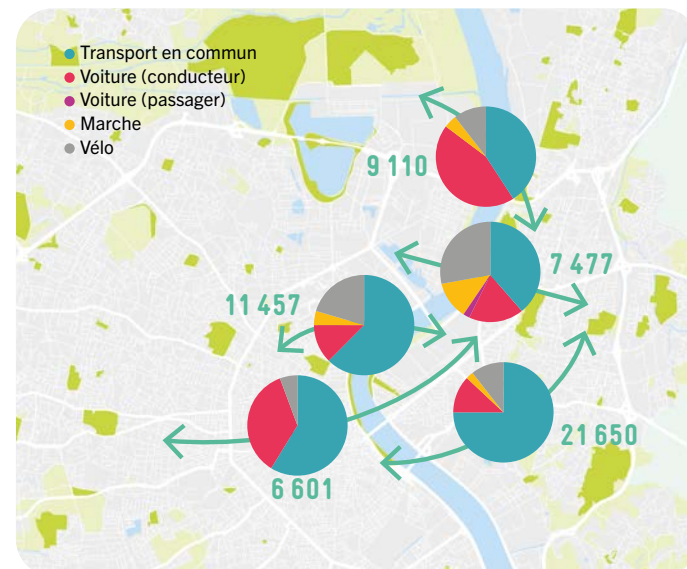 Transport en commun
Voiture (conducteur)
Voiture (passager)
Marche
Vélo
9 110
7 477
11 457
21 650
6 601